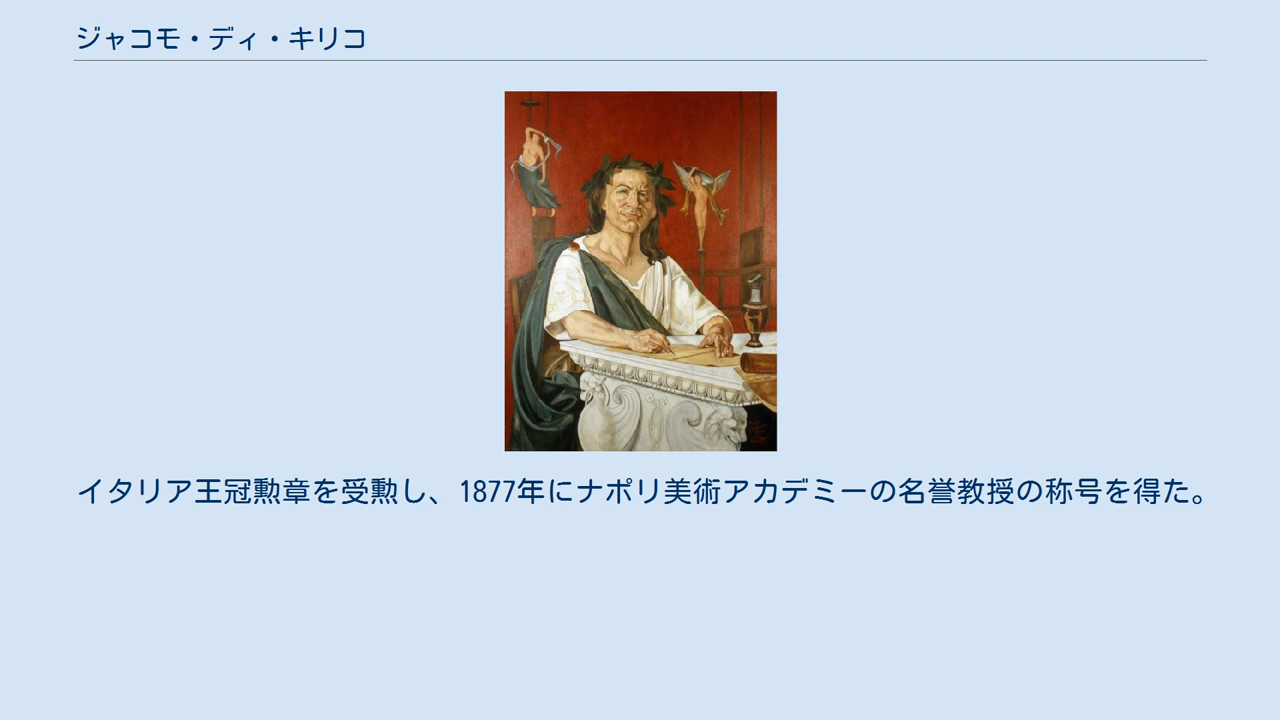 ジャコモ・ディ・キリコ
イタリア王冠勲章を受勲し、1877年にナポリ美術アカデミーの名誉教授の称号を得た。